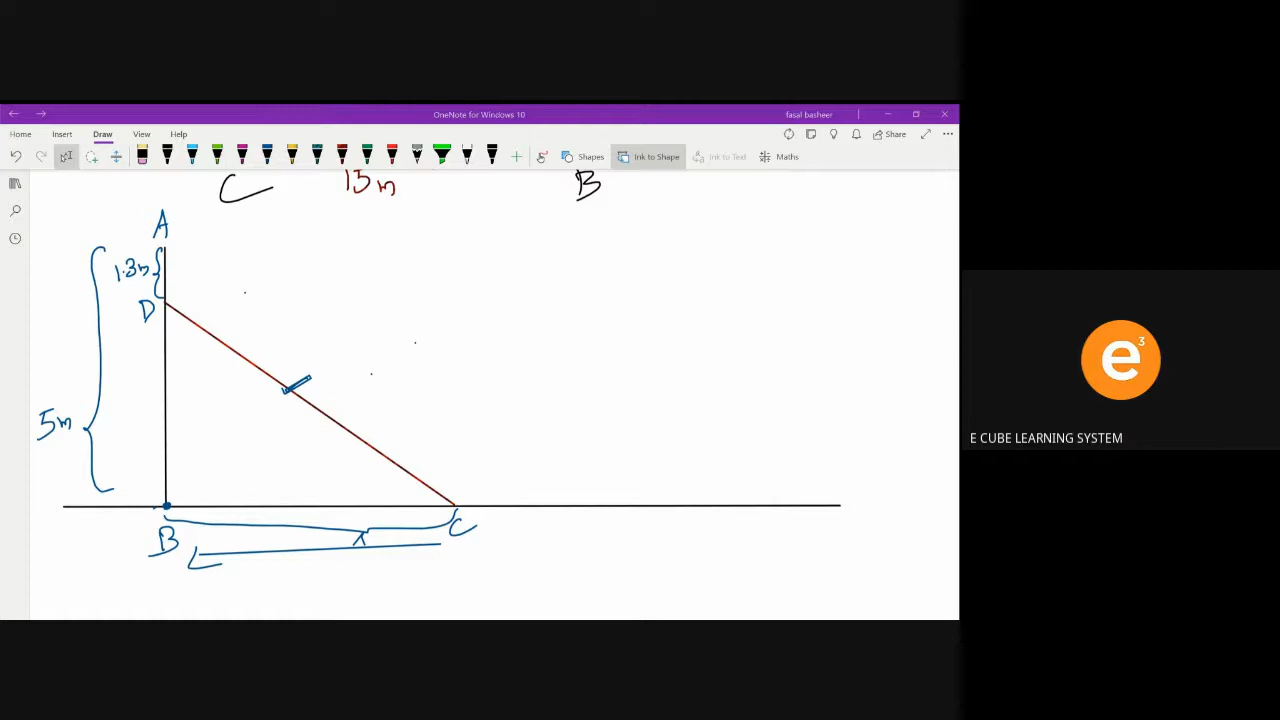 OneNote for Windows 10
fasal basheer
Home Insert Draw View Help
Share
Shapes Ink to Shape Ink to Text Maths
C 13m B
A
1.3m
D
5m
B C
e3
E CUBE LEARNING SYSTEM